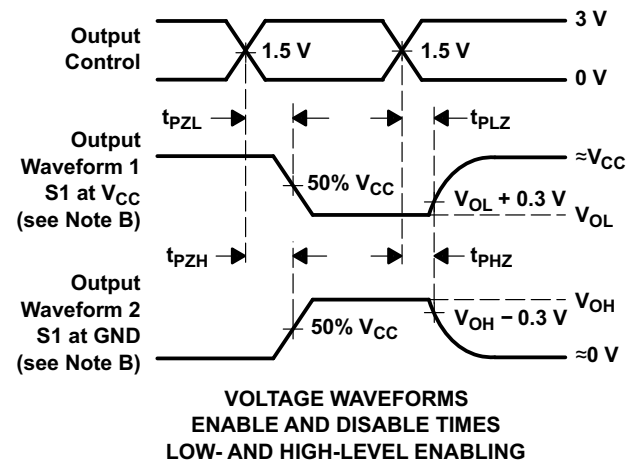 Output
Control
1.5 V
1.5 V
3 V
0 V
tPZL
tPLZ
Output
Waveform 1
S1 at VCC
(see Note B)
50% VCC
VOL + 0.3 V
≈VCC
VOL
tPZH
tPHZ
Output
Waveform 2
S1 at GND
(see Note B)
50% VCC
VOH − 0.3 V
VOH
≈0 V
VOLTAGE WAVEFORMS
ENABLE AND DISABLE TIMES
LOW- AND HIGH-LEVEL ENABLING